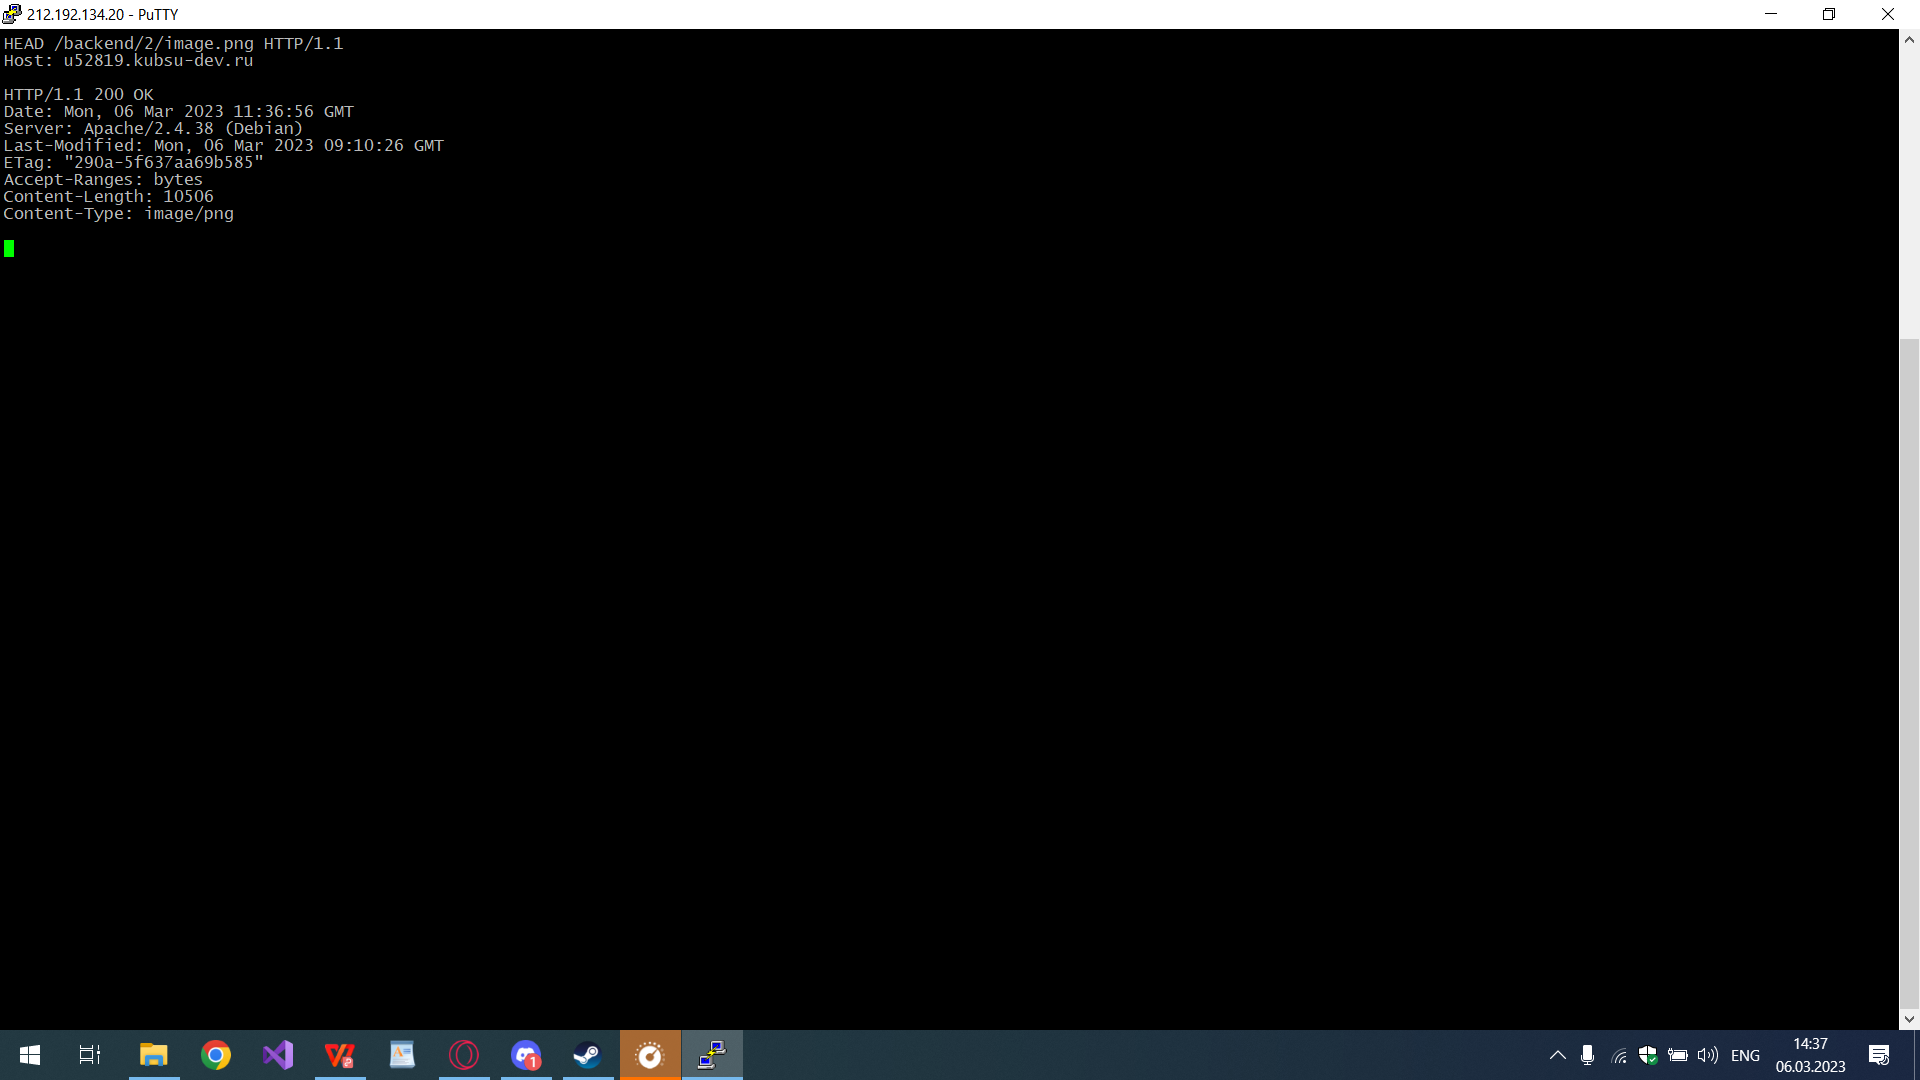 212.192.134.20 - PuTTY
HEAD /backend/2/image.png HTTP/1.1
Host: u52819.kubsu-dev.ru
HTTP/1.1 200 OK
Date: Mon, 06 Mar 2023 11:36:56 GMT
Server: Apache/2.4.38 (Debian)
Last-Modified: Mon, 06 Mar 2023 09:10:26 GMT
ETag: "290a-5f637aa69b585"
Accept-Ranges: bytes
Content-Length: 10506
Content-Type: image/png
1
ENG
14:37
06.03.2023